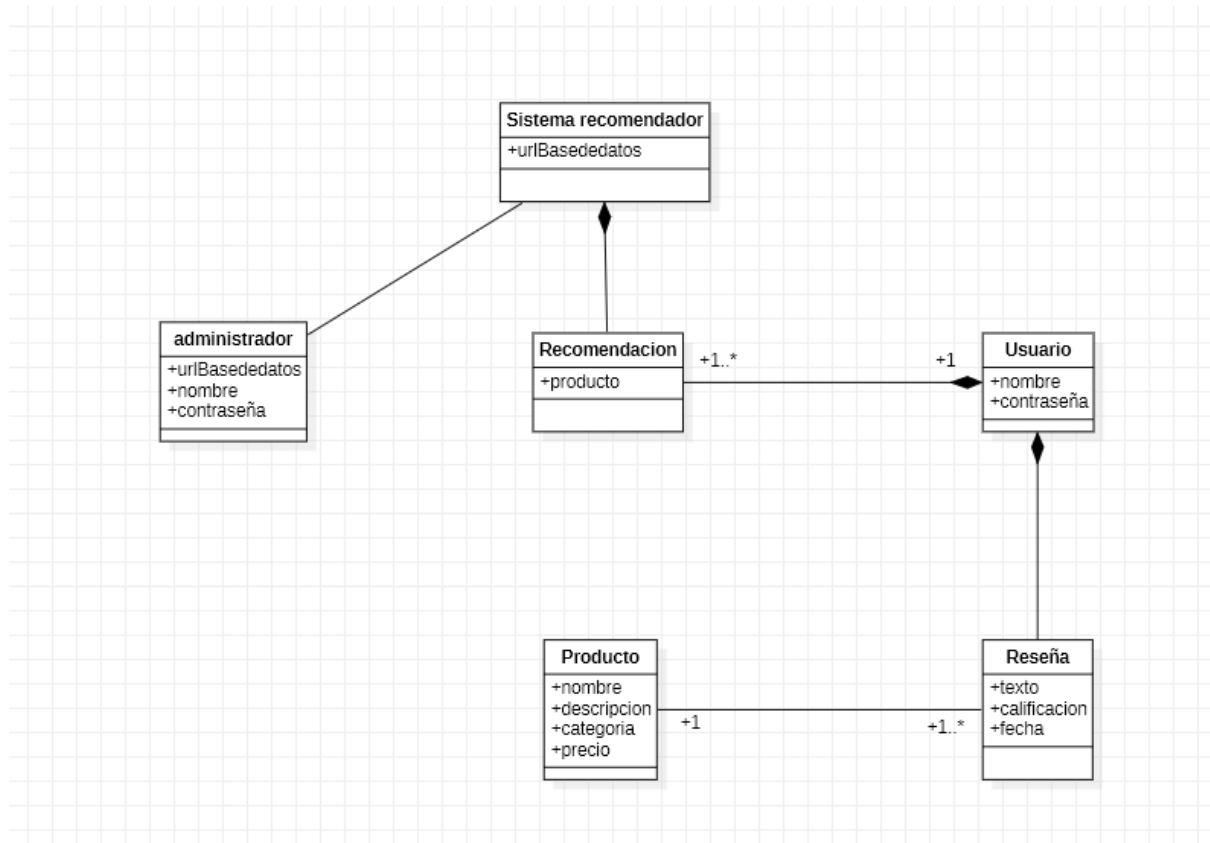 Sistema recomendador
+urlBasededatos
administrador
+urlBasededatos
+nombre
+contraseña
Recomendacion
+producto
+1..*
+1
Usuario
+nombre
+contraseña
Producto
+nombre
+descripcion
+categoria
+precio
+1
+1..*
Reseña
+texto
+calificacion
+fecha